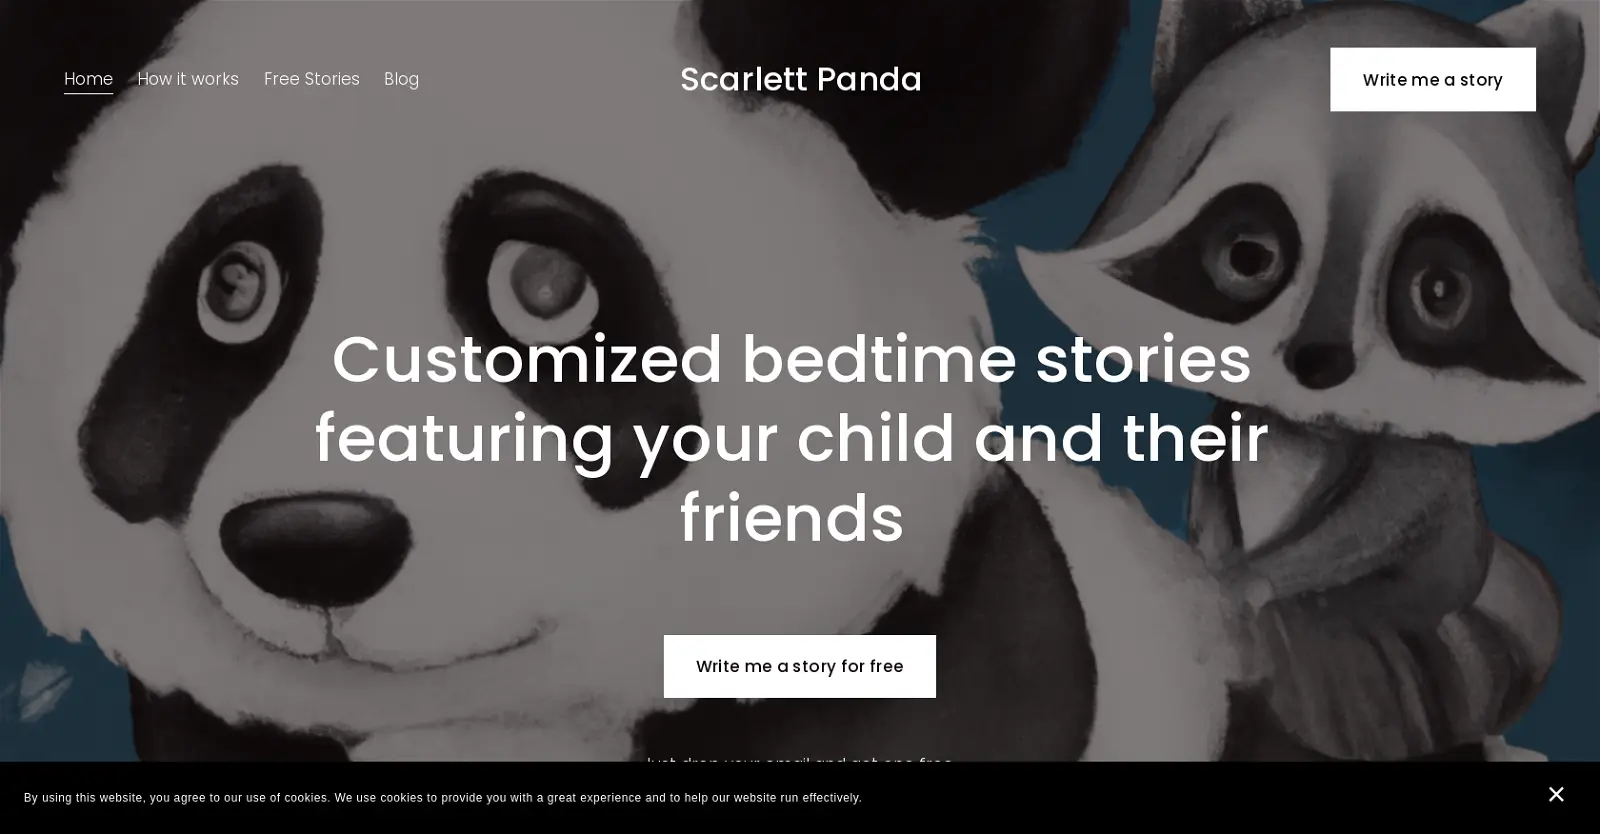 Home How it works Free Stories Blog
Scarlett Panda
Write me a story
Customized bedtime stories
featuring your child and their
friends
Write me a story for free
Just drop your email and get one free
By using this website, you agree to our use of cookies. We use cookies to provide you with a great experience and to help our website run effectively.